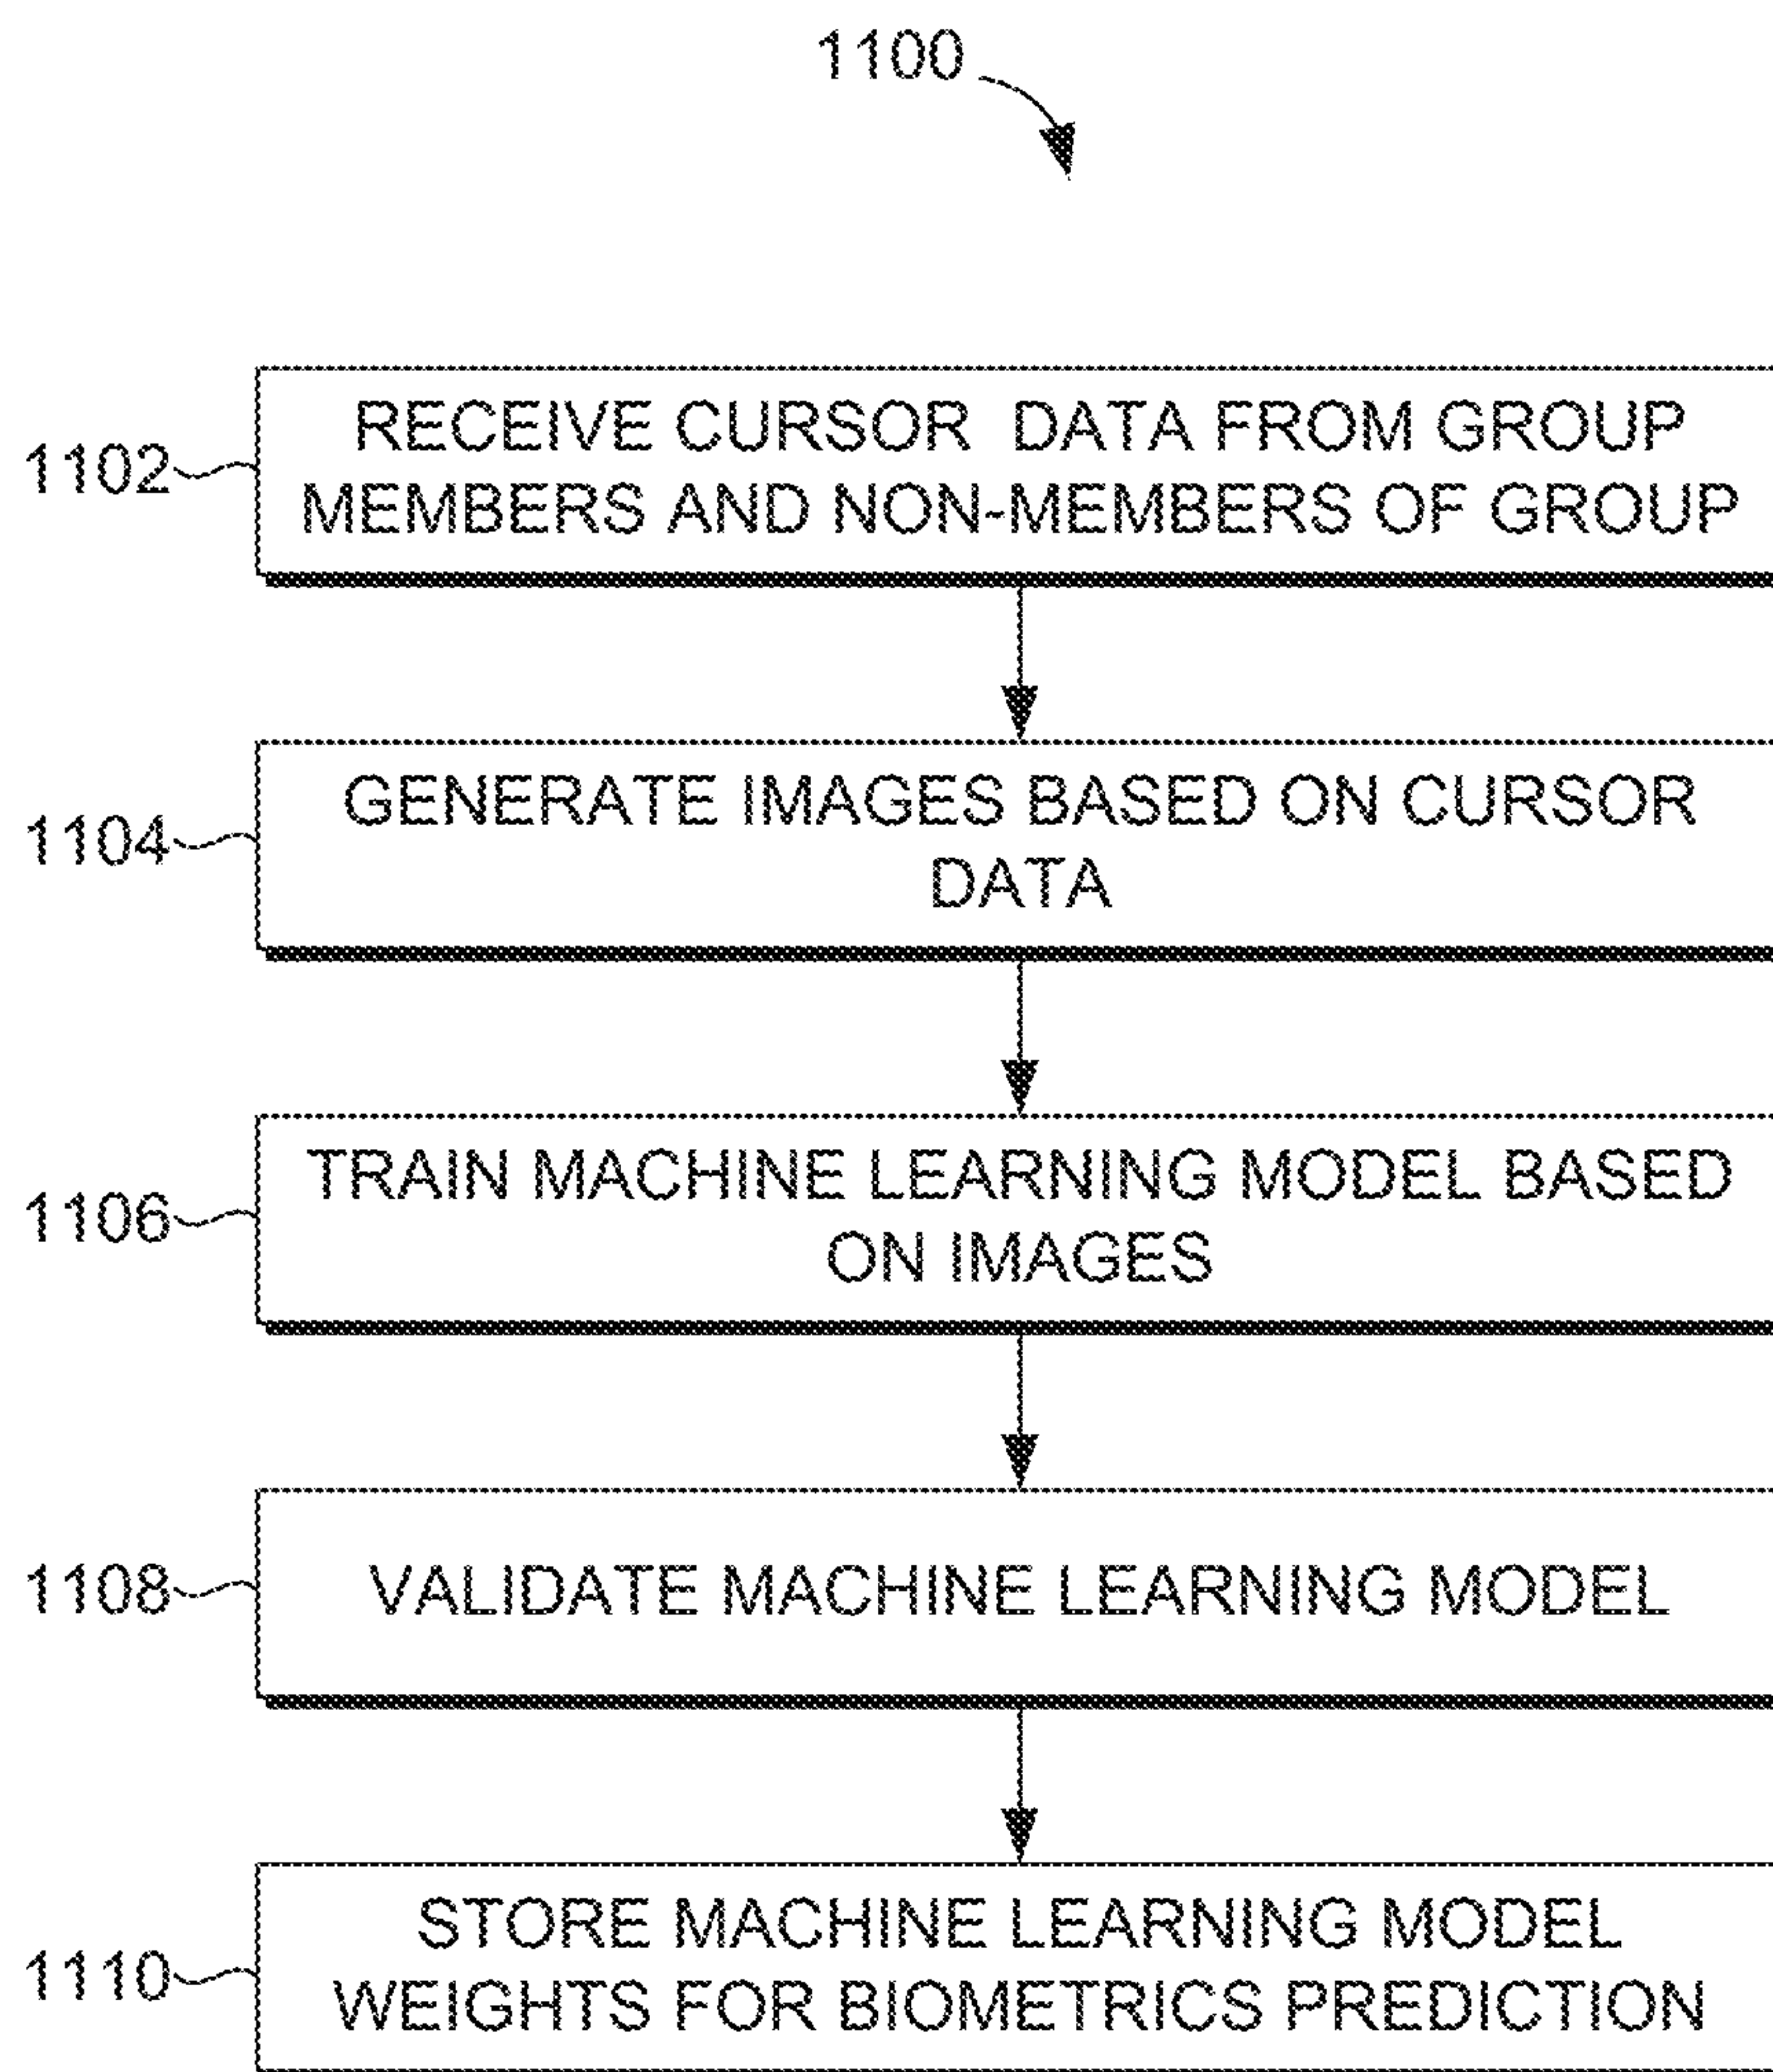 1100
1102
RECEIVE CURSOR DATA FROM GROUP
MEMBERS AND NON-MEMBERS OF GROUP
1104
GENERATE IMAGES BASED ON CURSOR
DATA
1106
TRAIN MACHINE LEARNING MODEL BASED
ON IMAGES
1108
VALIDATE MACHINE LEARNING MODEL
1110
STORE MACHINE LEARNING MODEL
WEIGHTS FOR BIOMETRICS PREDICTION